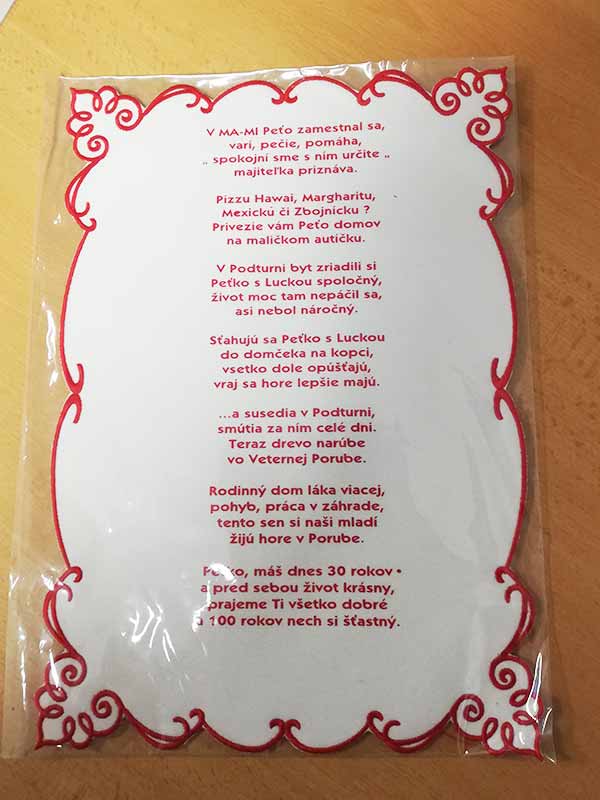 V MA-MI Peťo zamestnal sa,
varí, pečie, pomáha,
„ spokojní sme s ním určite „
majiteľka priznáva.
Pizzu Hawai, Margharitu,
Mexickú či Zbojnícku ?
Privezie vám Peťo domov
na maličkom autíčku.
V Podturni byt zriadili si
Peťko s Luckou spoločný,
život moc tam nepáčil sa,
asi nebol náročný.
Sťahujú sa Peťko s Luckou
do domčeka na kopci,
vsetko dole opúšťajú,
vraj sa hore lepšie majú.
...a susedia v Podturni,
smútia za ním celé dni.
Teraz drevo narúbe
vo Veternej Porube.
Rodinný dom láka viacej,
pohyb, práca v záhrade,
tento sen si naši mladí
žijú hore v Porube.
Peťko, máš dnes 30 rokov •
a pred sebou život krásny,
prajeme Ti všetko dobré
a 100 rokov nech si šťastný.